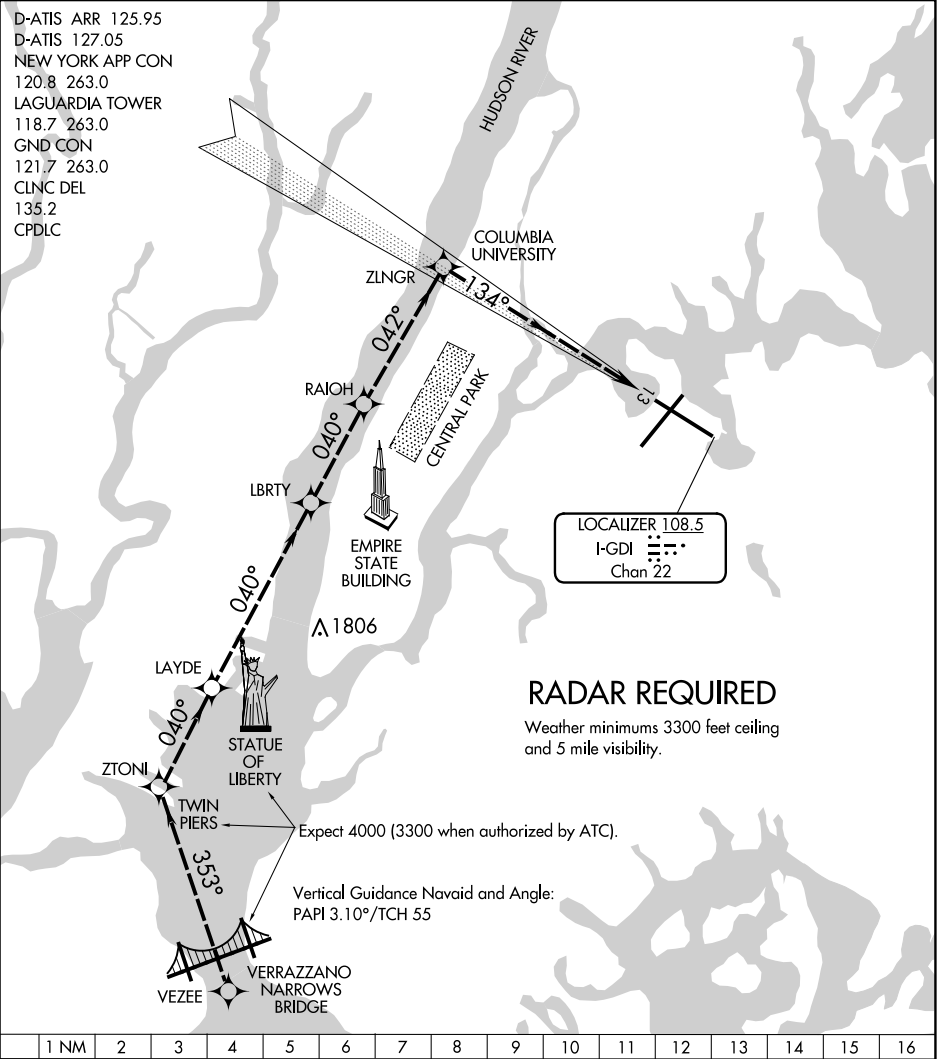 D-ATIS ARR 125.95
D-ATIS 127.05
NEW YORK APP CON
120.8 263.0
LAGUARDIA TOWER
118.7 263.0
GND CON
121.7 263.0
CLNC DEL
135.2
CPDLC
HUDSON RIVER
COLUMBIA
UNIVERSITY
ZLNGR
134°
042°
RAIOH
13
CENTRAL PARK
040°
LBRTY
EMPIRE
STATE
BUILDING
LOCALIZER 108.5
I-GDI
Chan 22
040°
1806
LAYDE
RADAR REQUIRED
Weather minimums 3300 feet ceiling
and 5 mile visibility.
040°
STATUE
OF
LIBERTY
ZTONI
TWIN
PIERS
Expect 4000 (3300 when authorized by ATC).
353°
Vertical Guidance Navaid and Angle:
PAPI 3.10°/TCH 55
VEZEE
VERRAZZANO
NARROWS
BRIDGE
1 NM 2 3 4 5 6 7 8 9 10 11 12 13 14 15 16